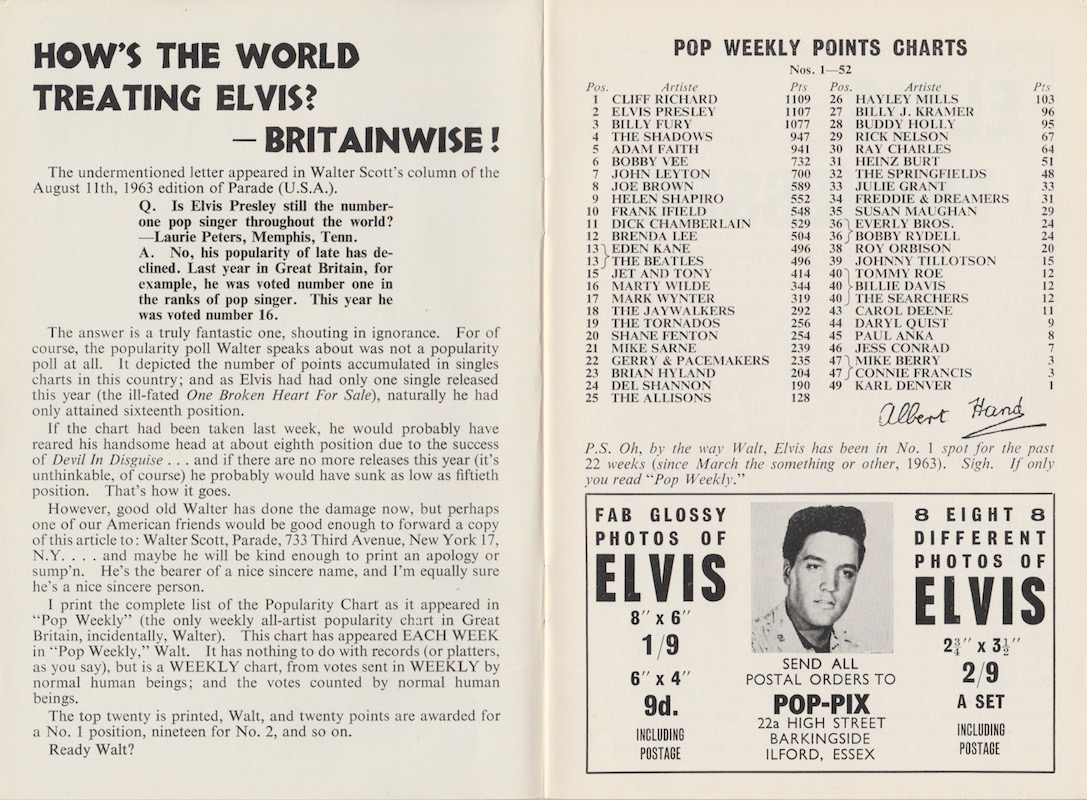 HOW'S THE WORLD
TREATING ELVIS?
— BRITAINWISE!
The undermentioned letter appeared in Walter Scott's column of the
August 11th, 1963 edition of Parade (U.S.A.).
Q. Is Elvis Presley still the number-
one pop singer throughout the world?
—Laurie Peters, Memphis, Tenn.
A. No, his popularity of late has de-
clined. Last year in Great Britain, for
example, he was voted number one in
the ranks of pop singer. This year he
was voted number 16.
The answer is a truly fantastic one, shouting in ignorance. For of
course, the popularity poll Walter speaks about was not a popularity
poll at all. It depicted the number of points accumulated in singles
charts in this country; and as Elvis had had only one single released
this year (the ill-fated One Broken Heart For Sale), naturally he had
only attained sixteenth position.
If the chart had been taken last week, he would probably have
reared his handsome head at about eighth position due to the success
of Devil In Disguise . . . and if there are no more releases this year (it's
unthinkable, of course) he probably would have sunk as low as fiftieth
position. That's how it goes.
However, good old Walter has done the damage now, but perhaps
one of our American friends would be good enough to forward a copy
of this article to: Walter Scott, Parade, 733 Third Avenue, New York 17,
N.Y. . . . and maybe he will be kind enough to print an apology or
sump'n. He's the bearer of a nice sincere name, and I'm equally sure
he's a nice sincere person.
I print the complete list of the Popularity Chart as it appeared in
"Pop Weekly" (the only weekly all-artist popularity chart in Great
Britain, incidentally, Walter). This chart has appeared EACH WEEK
in "Pop Weekly," Walt. It has nothing to do with records (or platters,
as you say), but is a WEEKLY chart, from votes sent in WEEKLY by
normal human beings; and the votes counted by normal human
beings.
The top twenty is printed, Walt, and twenty points are awarded for
a No. 1 position, nineteen for No. 2, and so on.
Ready Walt?
POP WEEKLY POINTS CHARTS
Nos. 1—52
Pos. Artiste Pts
1 CLIFF RICHARD 1109
2 ELVIS PRESLEY 1107
3 BILLY FURY 1077
4 THE SHADOWS 947
5 ADAM FAITH 941
6 BOBBY VEE 732
7 JOHN LEYTON 700
8 JOE BROWN 589
9 HELEN SHAPIRO 552
10 FRANK IFIELD 548
11 DICK CHAMBERLAIN 529
12 BRENDA LEE 504
13 EDEN KANE 496
13 THE BEATLES 496
15 JET AND TONY 414
16 MARTY WILDE 344
17 MARK WYNTER 319
18 THE JAYWALKERS 292
19 THE TORNADOS 256
20 SHANE FENTON 254
21 MIKE SARNE 239
22 GERRY & PACEMAKERS 235
23 BRIAN HYLAND 204
24 DEL SHANNON 190
25 THE ALLISONS 128
Pos. Artiste Pts
26 HAYLEY MILLS 103
27 BILLY J. KRAMER 96
28 BUDDY HOLLY 95
29 RICK NELSON 67
30 RAY CHARLES 64
31 HEINZ BURT 51
32 THE SPRINGFIELDS 48
33 JULIE GRANT 33
34 FREDDIE & DREAMERS 31
35 SUSAN MAUGHAN 29
36 EVERLY BROS. 24
36 BOBBY RYDELL 24
38 ROY ORBISON 20
39 JOHNNY TILLOTSON 15
40 TOMMY ROE 12
40 BILLIE DAVIS 12
40 THE SEARCHERS 12
43 CAROL DEENE 11
44 DARYL QUIST 9
45 PAUL ANKA 8
46 JESS CONRAD 7
47 MIKE BERRY 3
47 CONNIE FRANCIS 3
49 KARL DENVER 1
Albert Hand
P.S. Oh, by the way Walt, Elvis has been in No. 1 spot for the past
22 weeks (since March the something or other, 1963). Sigh. If only
you read "Pop Weekly."
FAB GLOSSY
PHOTOS OF
ELVIS
8" x 6"
1/9
6" x 4"
9d.
INCLUDING
POSTAGE
SEND ALL
POSTAL ORDERS TO
POP-PIX
22a HIGH STREET
BARKINGSIDE
ILFORD, ESSEX
8 EIGHT 8
DIFFERENT
PHOTOS OF
ELVIS
2¾" x 3½"
2/9
A SET
INCLUDING
POSTAGE